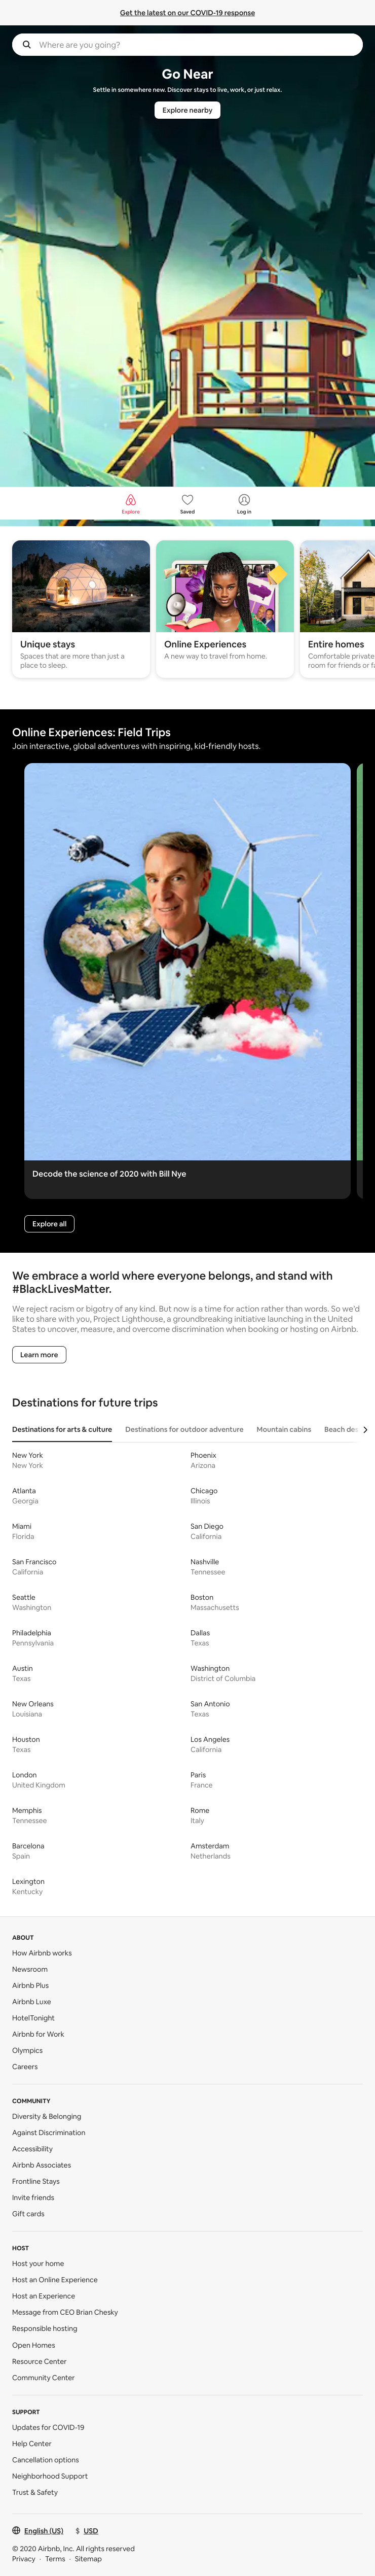 Get the latest on our COVID-19 response
Where are you going?
Go Near
Settle in somewhere new. Discover stays to live, work, or just relax.
Explore nearby
Explore
Saved
Log in
Unique stays
Spaces that are more than just a
place to sleep.
Online Experiences
A new way to travel from home.
Entire homes
Comfortable private
room for friends or
Online Experiences: Field Trips
Join interactive, global adventures with inspiring, kid-friendly hosts.
Decode the science of 2020 with Bill Nye
Explore all
We embrace a world where everyone belongs, and stand with
#BlackLivesMatter.
We reject racism or bigotry of any kind. But now is a time for action rather than words. So we'd
like to share with you, Project Lighthouse, a groundbreaking initiative launching in the United
States to uncover, measure, and overcome discrimination when booking or hosting on Airbnb.
Learn more
Destinations for future trips
Destinations for arts & culture Destinations for outdoor adventure Mountain cabins Beach
New York
New York
Phoenix
Arizona
Atlanta
Georgia
Chicago
Illinois
Miami
Florida
San Diego
California
San Francisco
California
Nashville
Tennessee
Seattle
Washington
Boston
Massachusetts
Philadelphia
Pennsylvania
Dallas
Texas
Austin
Texas
Washington
District of Columbia
New Orleans
Louisiana
San Antonio
Texas
Houston
Texas
Los Angeles
California
London
United Kingdom
Paris
France
Memphis
Tennessee
Rome
Italy
Barcelona
Spain
Amsterdam
Netherlands
Lexington
Kentucky
ABOUT
How Airbnb works
Newsroom
Airbnb Plus
Airbnb Luxe
HotelTonight
Airbnb for Work
Olympics
Careers
COMMUNITY
Diversity & Belonging
Against Discrimination
Accessibility
Airbnb Associates
Frontline Stays
Invite friends
Gift cards
HOST
Host your home
Host an Online Experience
Host an Experience
Message from CEO Brian Chesky
Responsible hosting
Open Homes
Resource Center
Community Center
SUPPORT
Updates for COVID-19
Help Center
Cancellation options
Neighborhood Support
Trust & Safety
English (US) $ USD
© 2020 Airbnb, Inc. All rights reserved
Privacy · Terms · Sitemap